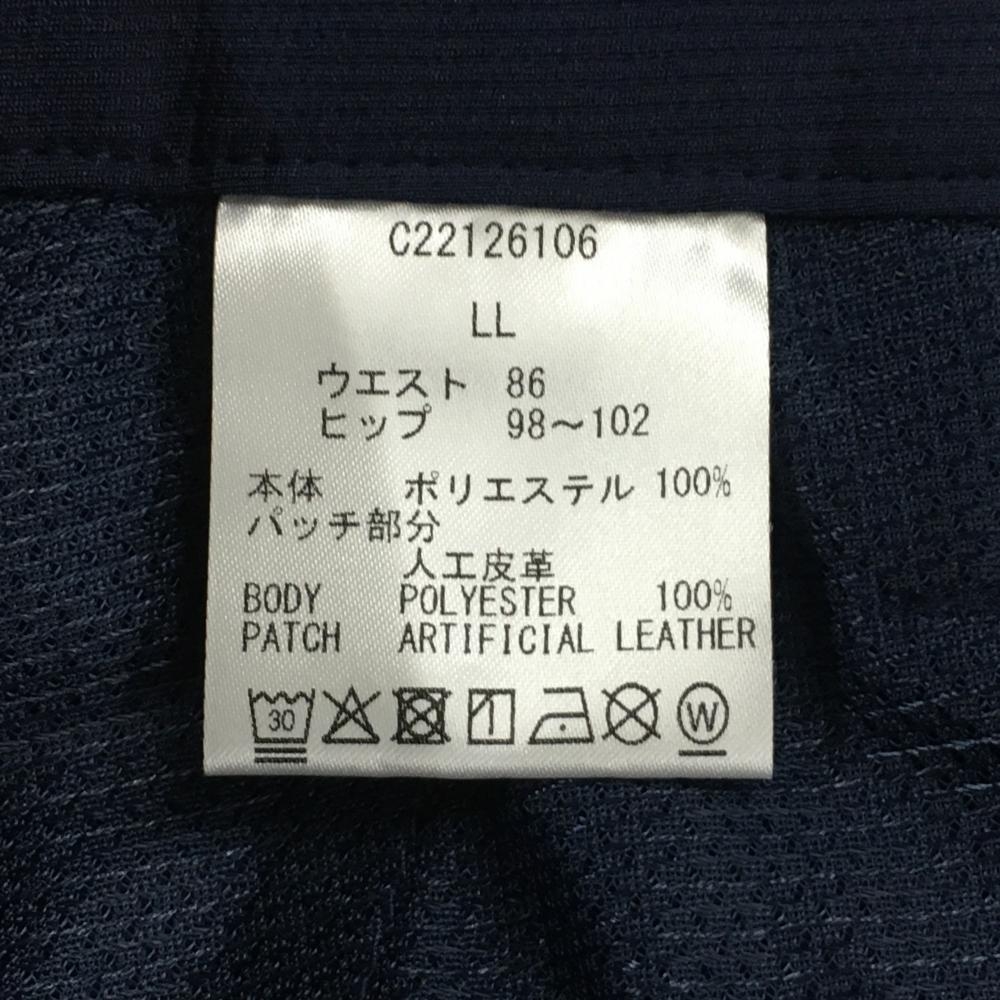 C22126106
LL
ウエスト 86
ヒップ 98～102
本体 ポリエステル 100%
パッチ部分
人工皮革
BODY POLYESTER 100%
PATCH ARTIFICIAL LEATHER
30 W